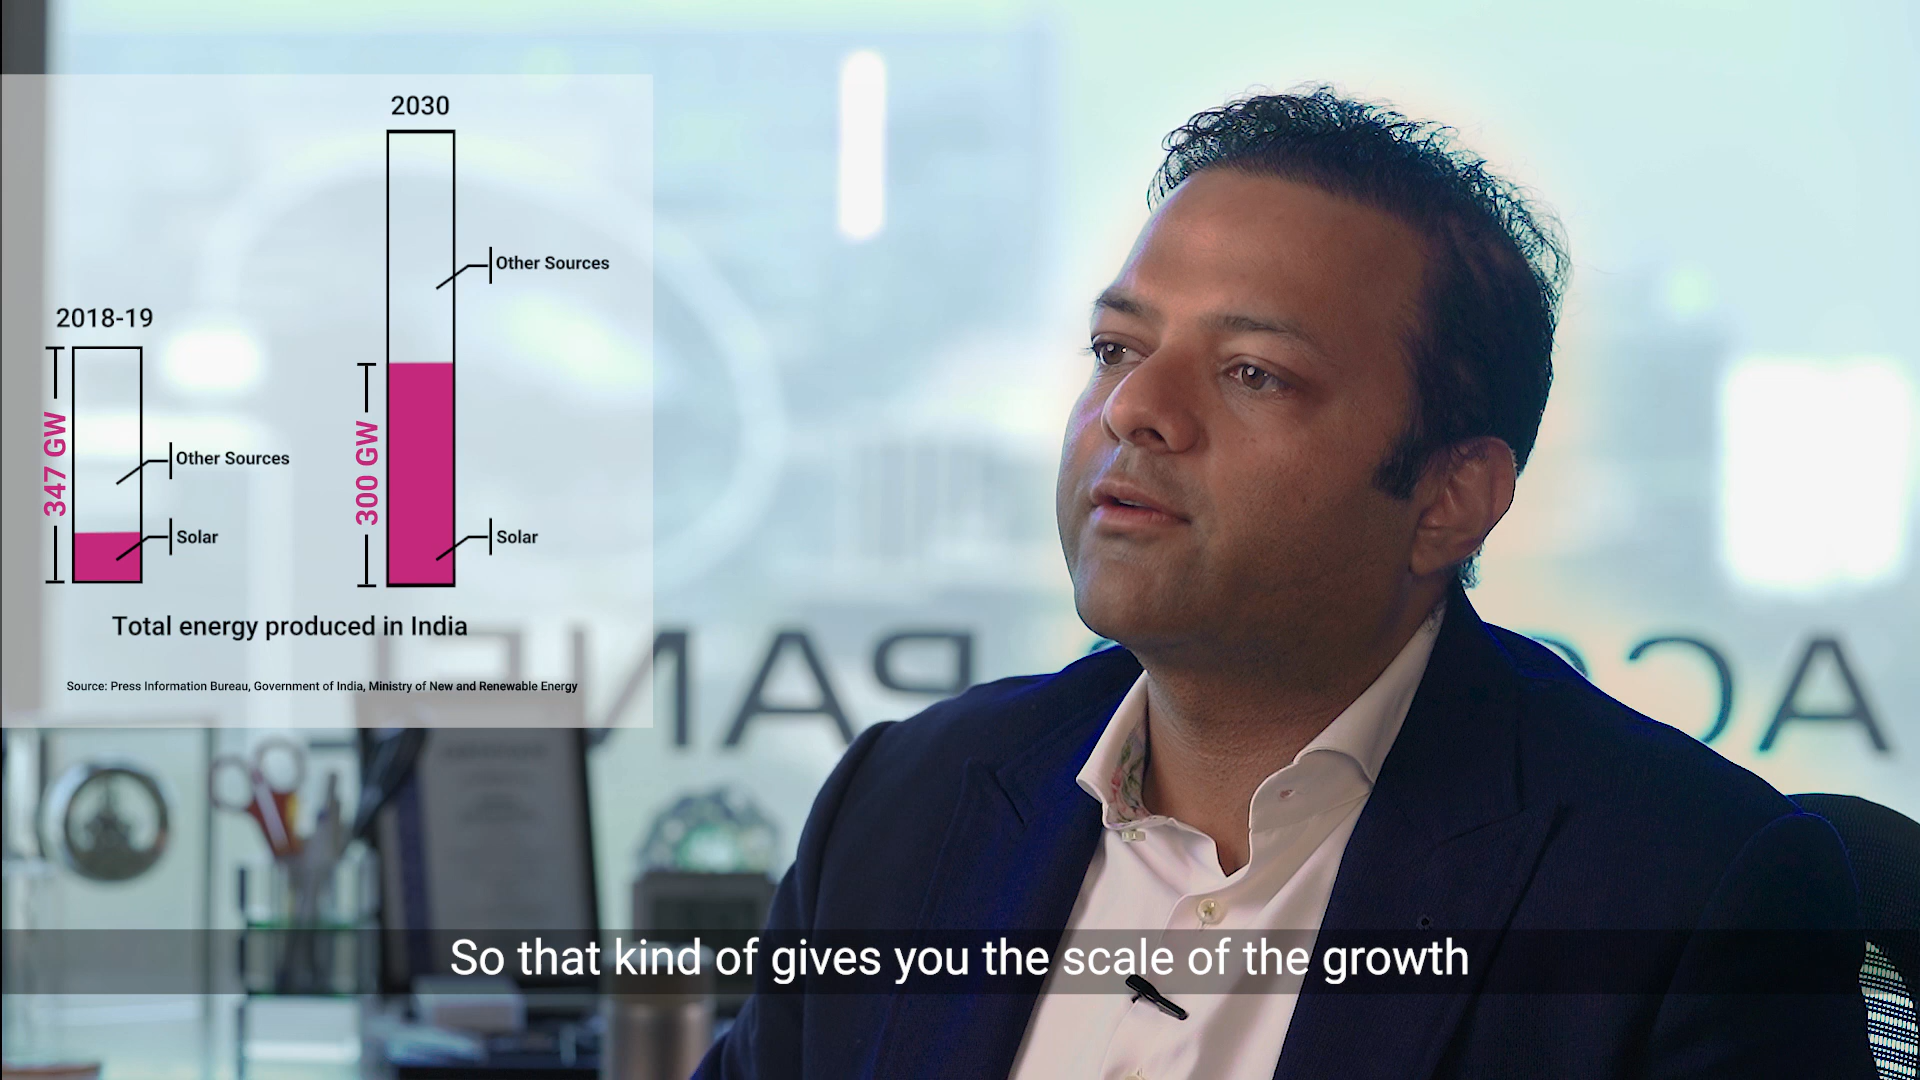 2030
Other Sources
2018-19
347 GW
300 GW
Other Sources
Solar
Solar
Total energy produced in India
Source: Press Information Bureau, Government of India, Ministry of New and Renewable Energy
PANE
ACC
So that kind of gives you the scale of the growth